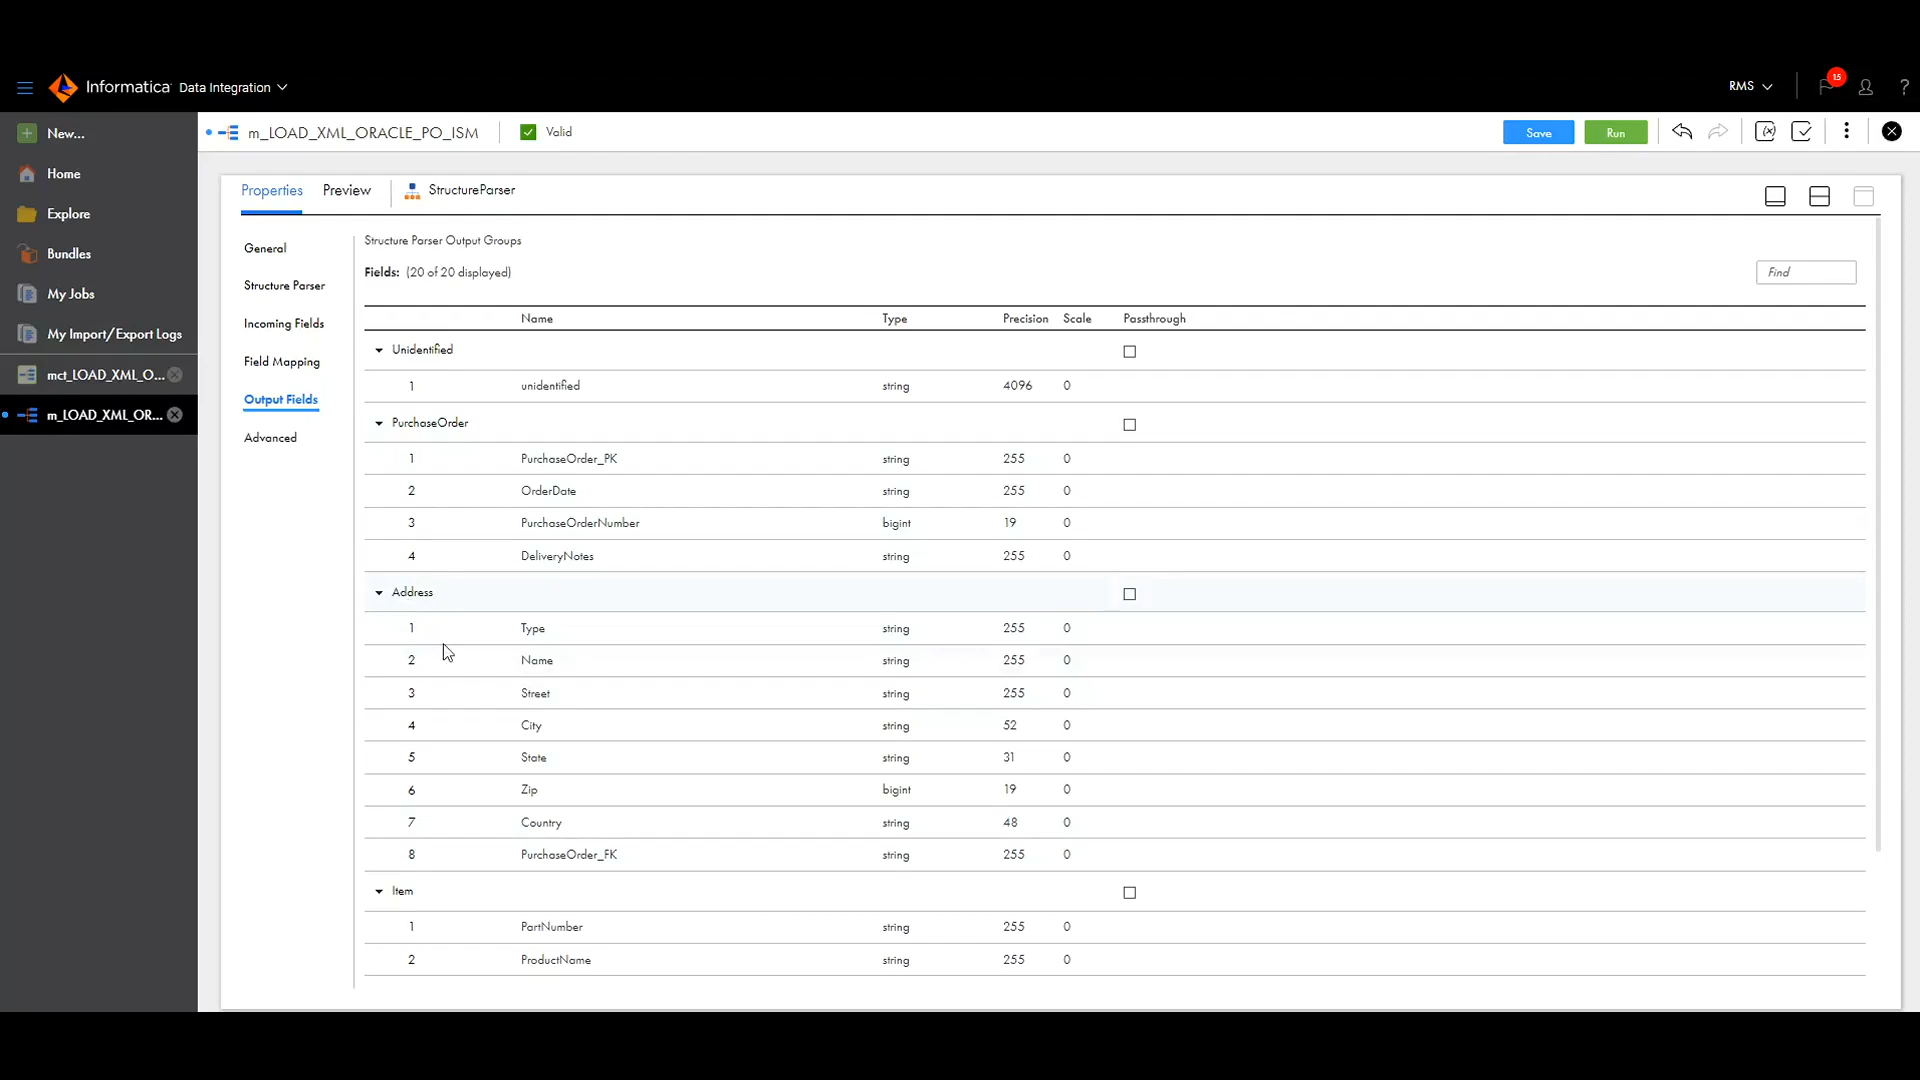 Informatica Data Integration
RMS
15
?
New...
Home
Explore
Bundles
My Jobs
My Import/Export Logs
mct_LOAD_XML_O...
m_LOAD_XML_OR...
m_LOAD_XML_ORACLE_PO_ISM
Valid
Save
Run
(x)
Properties
Preview
StructureParser
General
Structure Parser
Incoming Fields
Field Mapping
Output Fields
Advanced
Structure Parser Output Groups
Fields: (20 of 20 displayed)
Find
Name Type Precision Scale Passthrough
Unidentified
1 unidentified string 4096 0
PurchaseOrder
1 PurchaseOrder_PK string 255 0
2 OrderDate string 255 0
3 PurchaseOrderNumber bigint 19 0
4 DeliveryNotes string 255 0
Address
1 Type string 255 0
2 Name string 255 0
3 Street string 255 0
4 City string 52 0
5 State string 31 0
6 Zip bigint 19 0
7 Country string 48 0
8 PurchaseOrder_FK string 255 0
Item
1 PartNumber string 255 0
2 ProductName string 255 0